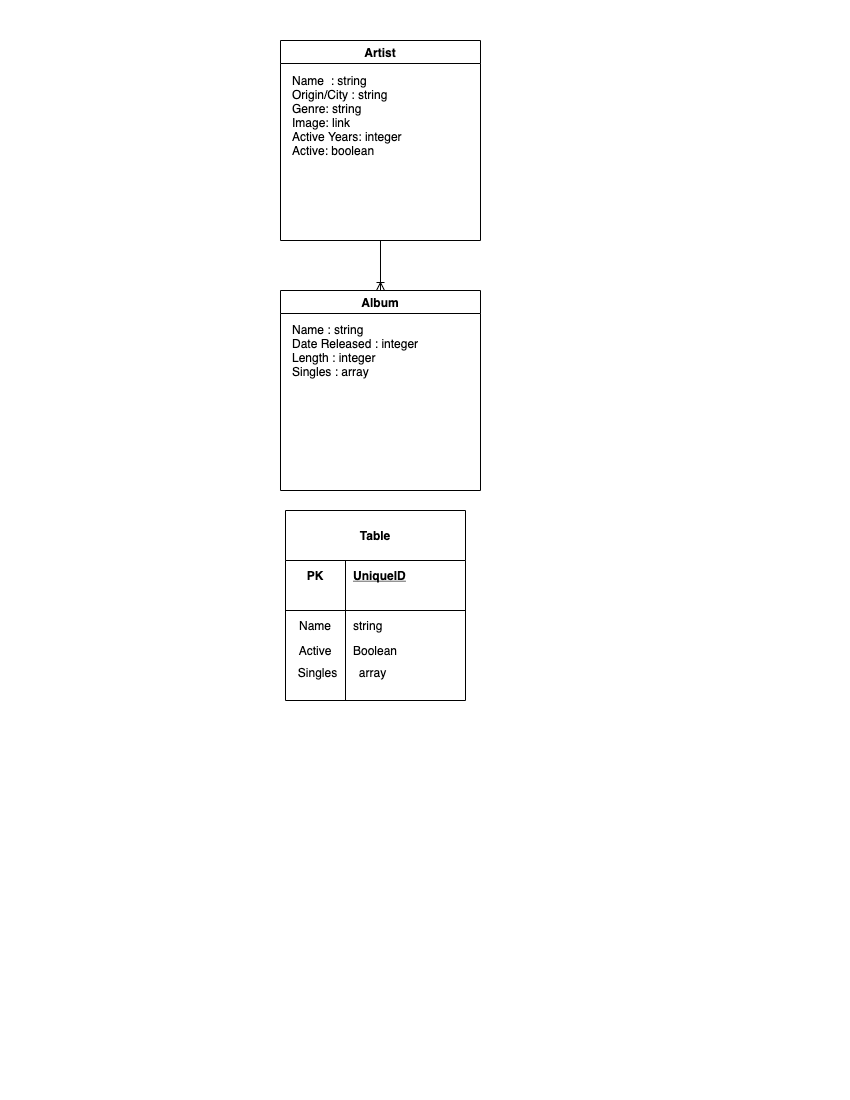 Artist
Name : string
Origin/City : string
Genre: string
Image: link
Active Years: integer
Active: boolean
Album
Name : string
Date Released : integer
Length : integer
Singles : array
Table
PK UniqueID
Name string
Active Boolean
Singles array